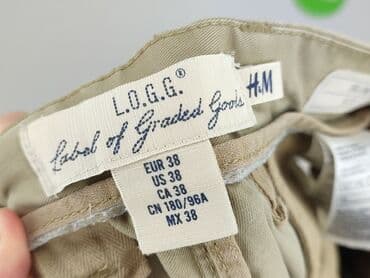 L.O.G.G.®
H&M
Label of Graded Goods
EUR 38
US 38
CA 38
CN 180/96A
MX 38